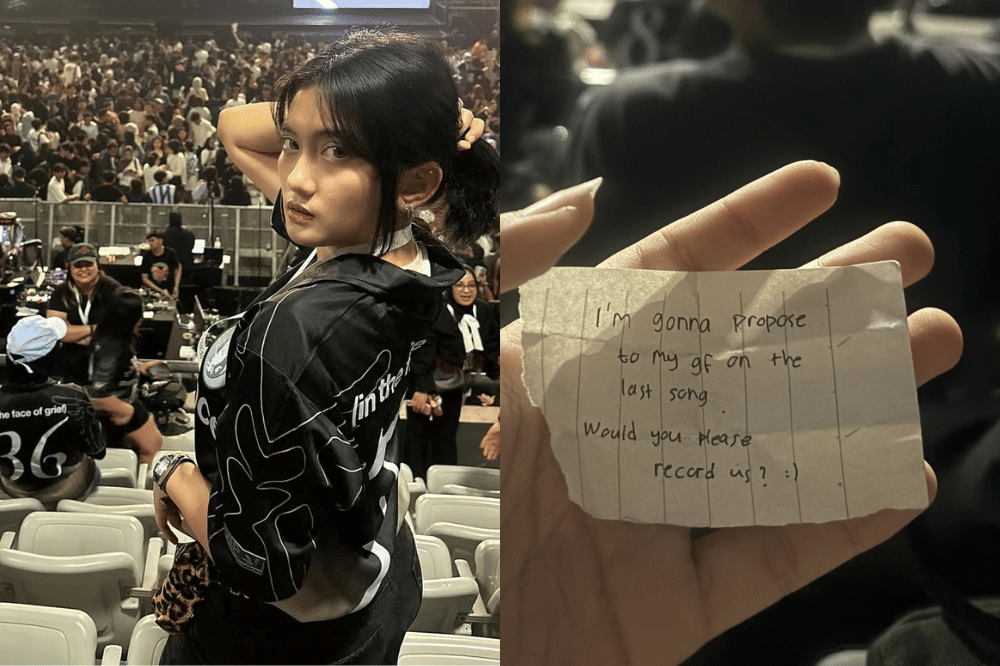 the face of grief)
36
(in the
I'm gonna propose
to my gf on the
last song.
Would you please
record us? :)